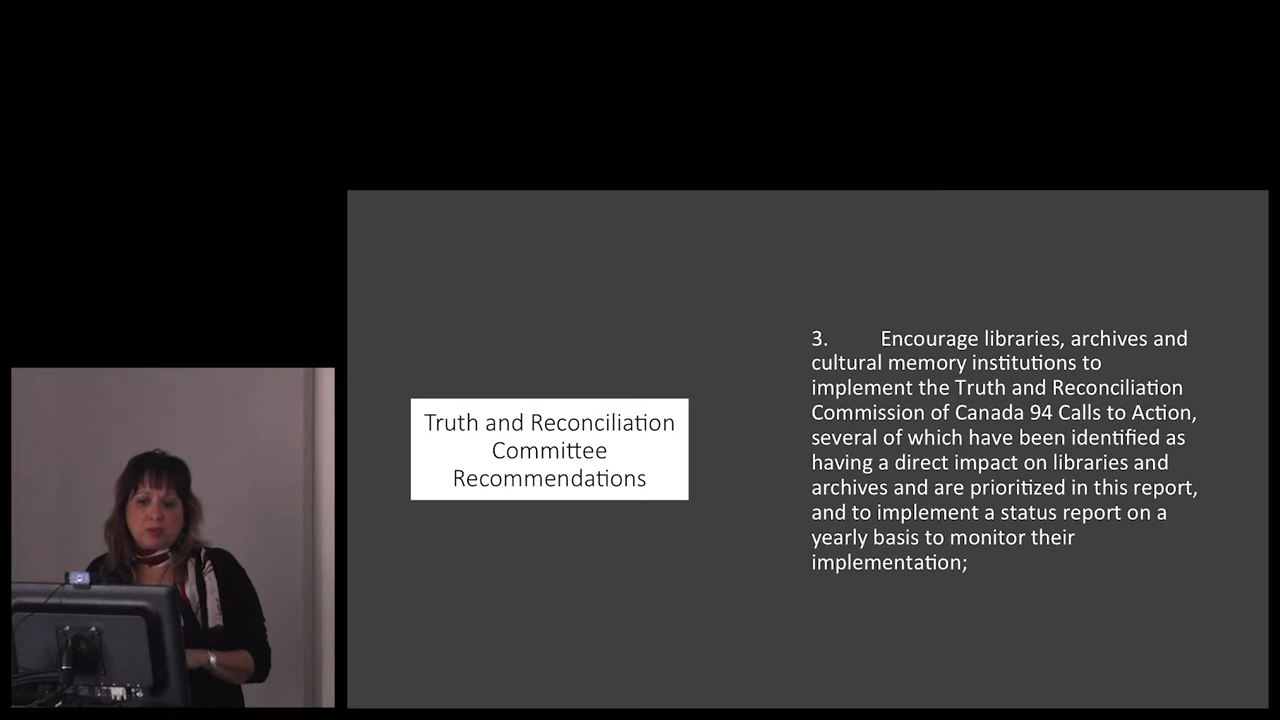 Truth and Reconciliation
Committee
Recommendations
3. Encourage libraries, archives and
cultural memory institutions to
implement the Truth and Reconciliation
Commission of Canada 94 Calls to Action,
several of which have been identified as
having a direct impact on libraries and
archives and are prioritized in this report,
and to implement a status report on a
yearly basis to monitor their
implementation;